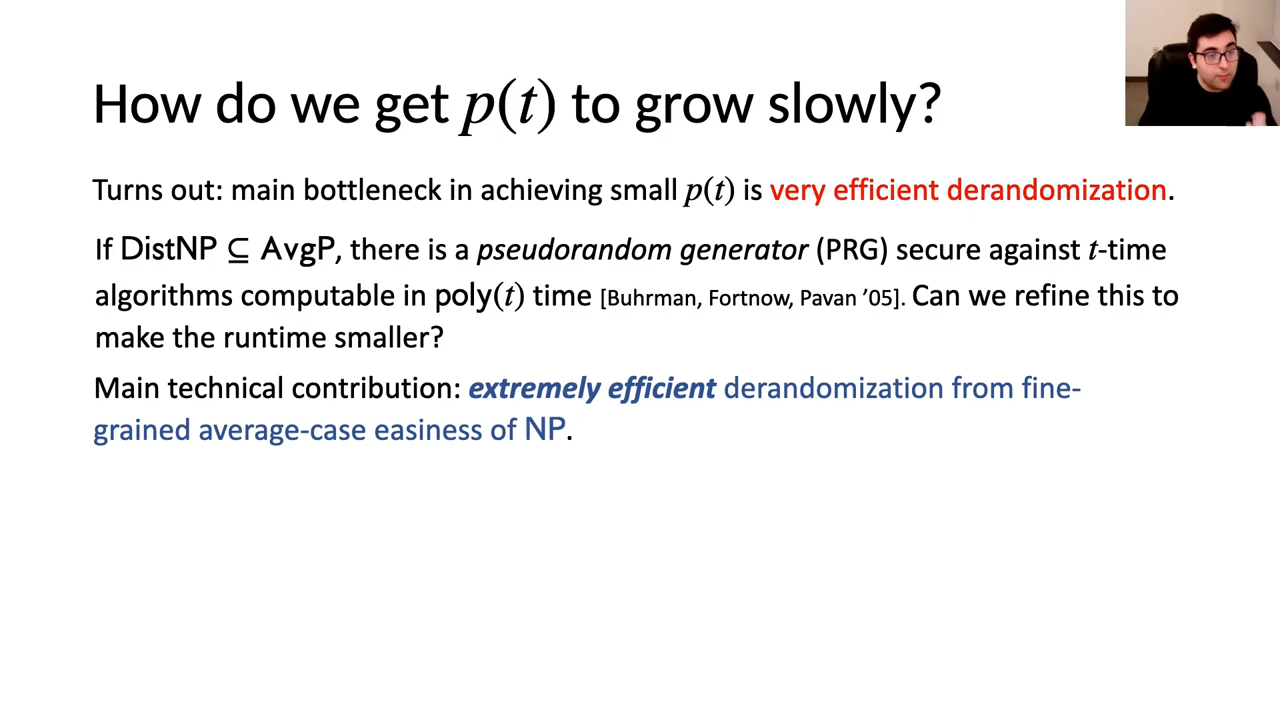 How do we get p(t) to grow slowly?
Turns out: main bottleneck in achieving small p(t) is very efficient derandomization.
If DistNP ⊆ AvgP, there is a pseudorandom generator (PRG) secure against t-time
algorithms computable in poly(t) time [Buhrman, Fortnow, Pavan ’05]. Can we refine this to
make the runtime smaller?
Main technical contribution: extremely efficient derandomization from fine-
grained average-case easiness of NP.